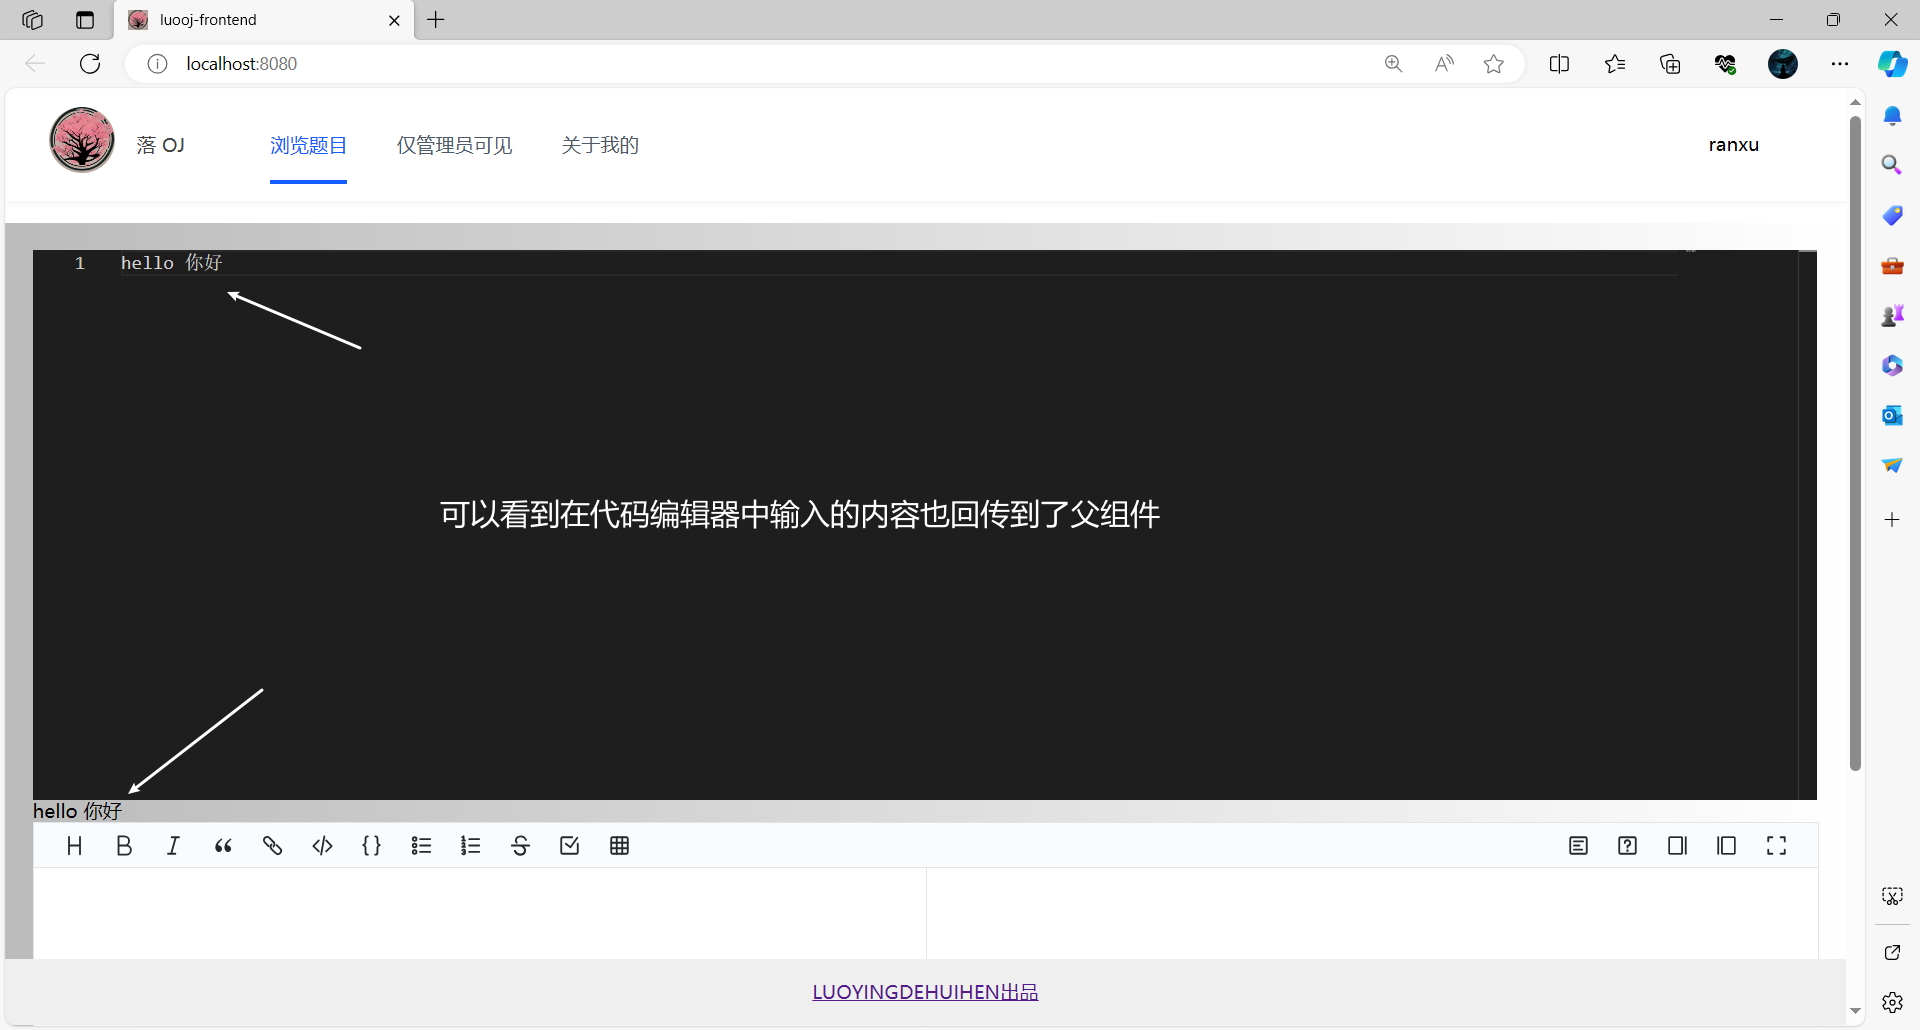 luooj-frontend
localhost:8080
落 OJ 浏览题目 仅管理员可见 关于我的 ranxu
1 hello 你好
可以看到在代码编辑器中输入的内容也回传到了父组件
hello 你好
LUOYINGDEHUIHEN出品